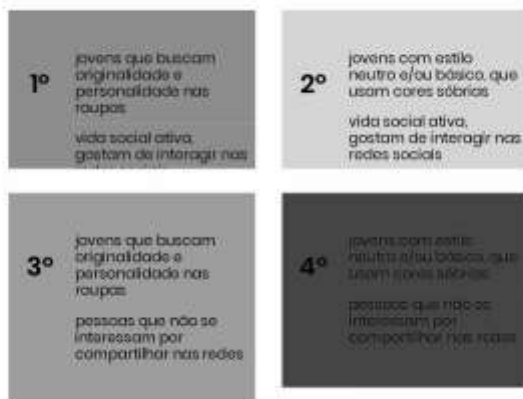 1º
jovens que buscam
originalidade e
personalidade nas
roupas
vida social ativa,
gostam de interagir nas
2º
jovens com estilo
neutro e/ou básico, que
usam cores sóbrias
vida social ativa,
gostam de interagir nas
redes sociais
3º
jovens que buscam
originalidade e
personalidade nas
roupas
pessoas que não se
interessam por
compartilhar nas redes
4º
jovens com estilo
neutro e/ou básico, que
usam cores sóbrias
pessoas que não se
interessam por
compartilhar nas redes